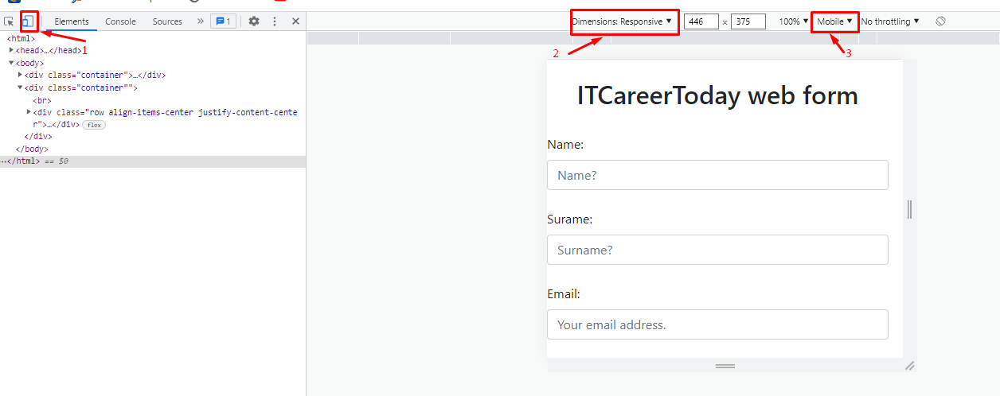 Elements Console Sources » 1 Dimensions: Responsive ▼ 446 × 375 100% ▼ Mobile ▼ No throttling ▼
<html>
<head>…</head> 1
<body>
<div class="container">…</div>
<div class="container"">
<br>
<div class="row align-items-center justify-content-cente
r">…</div> flex
</div>
</body>
…</html> == $0
2
3
ITCareerToday web form
Name:
Name?
Surame:
Surname?
Email:
Your email address.